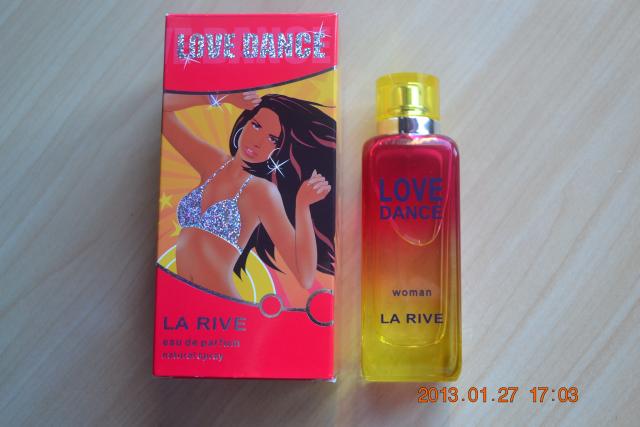 LOVE DANCE
LA RIVE
eau de parfum
natural spray
LOVE
DANCE
woman
LA RIVE
2013.01.27 17:03